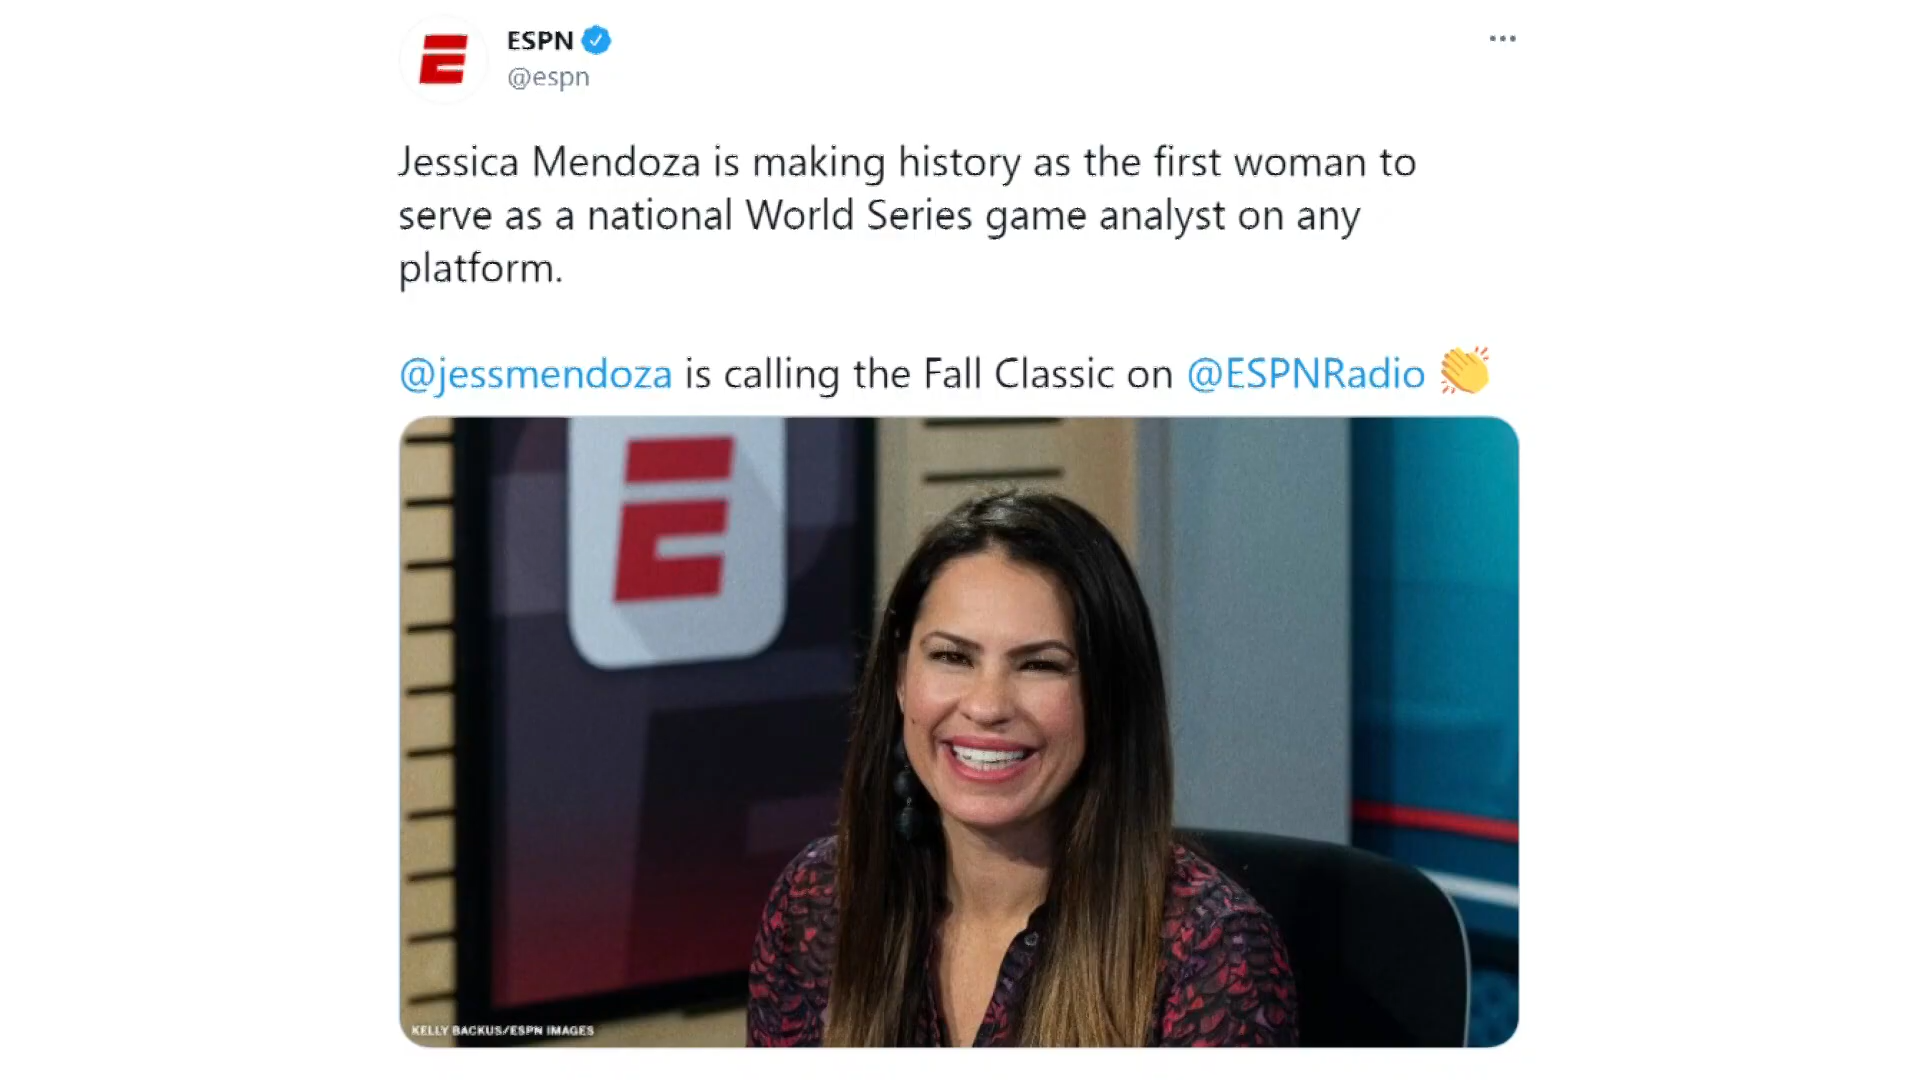 ESPN
@espn
Jessica Mendoza is making history as the first woman to
serve as a national World Series game analyst on any
platform.
@jessmendoza is calling the Fall Classic on @ESPNRadio 👏
KELLY BACKUS/ESPN IMAGES